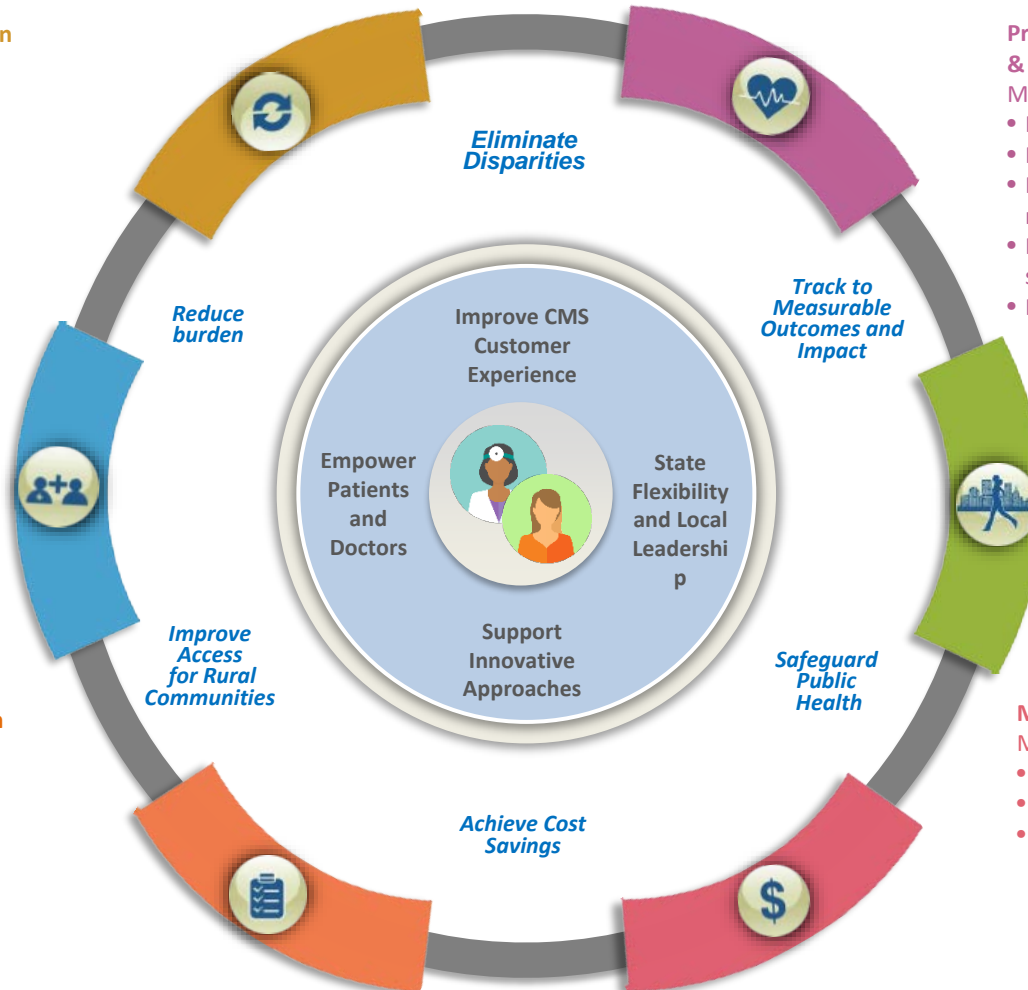 Eliminate
Disparities
Reduce
burden
Track to
Measurable
Outcomes and
Impact
Improve CMS
Customer
Experience
Empower
Patients
and
Doctors
State
Flexibility
and Local
Leadershi
p
Support
Innovative
Approaches
Improve
Access
for Rural
Communities
Safeguard
Public
Health
Achieve Cost
Savings
&
$